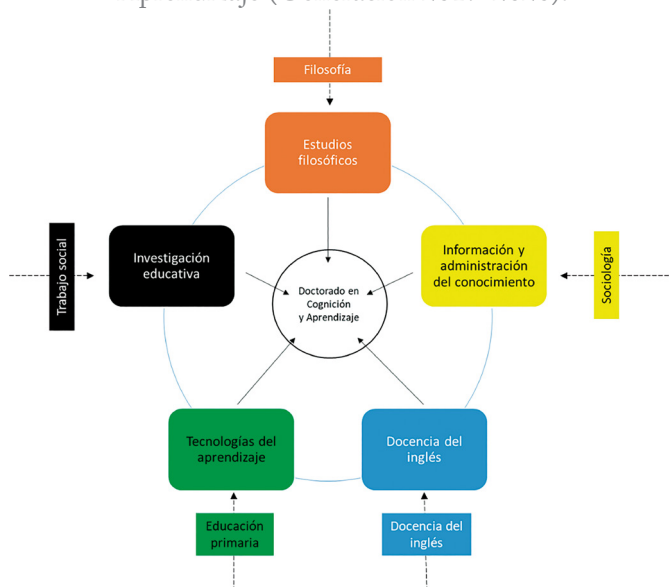 Filosofía
Estudios
filosóficos
Trabajo social
Investigación
educativa
Información y
administración
del conocimiento
Sociología
Doctorado en
Cognición
y Aprendizaje
Tecnologías del
aprendizaje
Docencia del
inglés
Educación
primaria
Docencia del
inglés